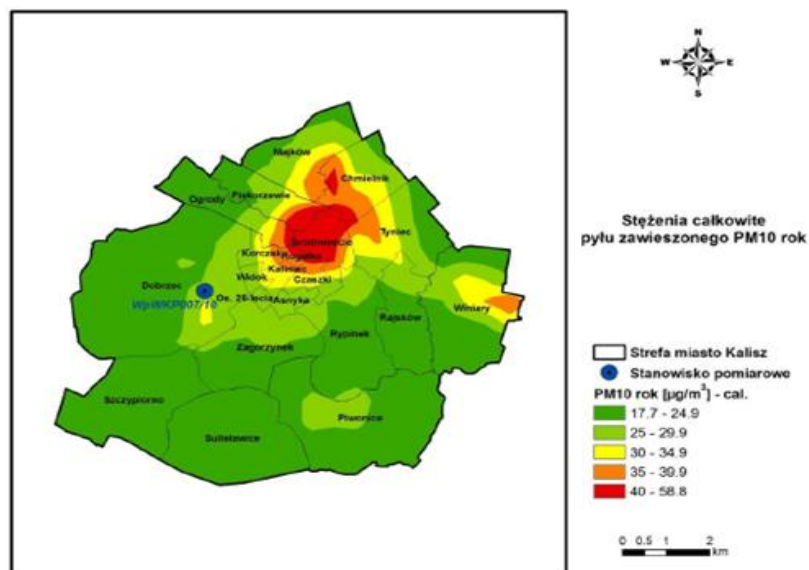 N
W E
S
Stężenia całkowite
pyłu zawieszonego PM10 rok
Majków
Chmielnik
Piskorzewie
Ogrody
Tyniec
Śródmieście
Korczak
Rogatka
Kaliniec
Widok
Czaszki
Dobrzec
Os. 26-lecia
Asnyka
Winiary
Rajsków
Rypinek
Zagorzynek
Szczypiorno
Piwonice
Sulisławice
Strefa miasto Kalisz
Stanowisko pomiarowe
PM10 rok [µg/m³] - cal.
17.7 - 24.9
25 - 29.9
30 - 34.9
35 - 39.9
40 - 58.8
0 0.5 1 2
km